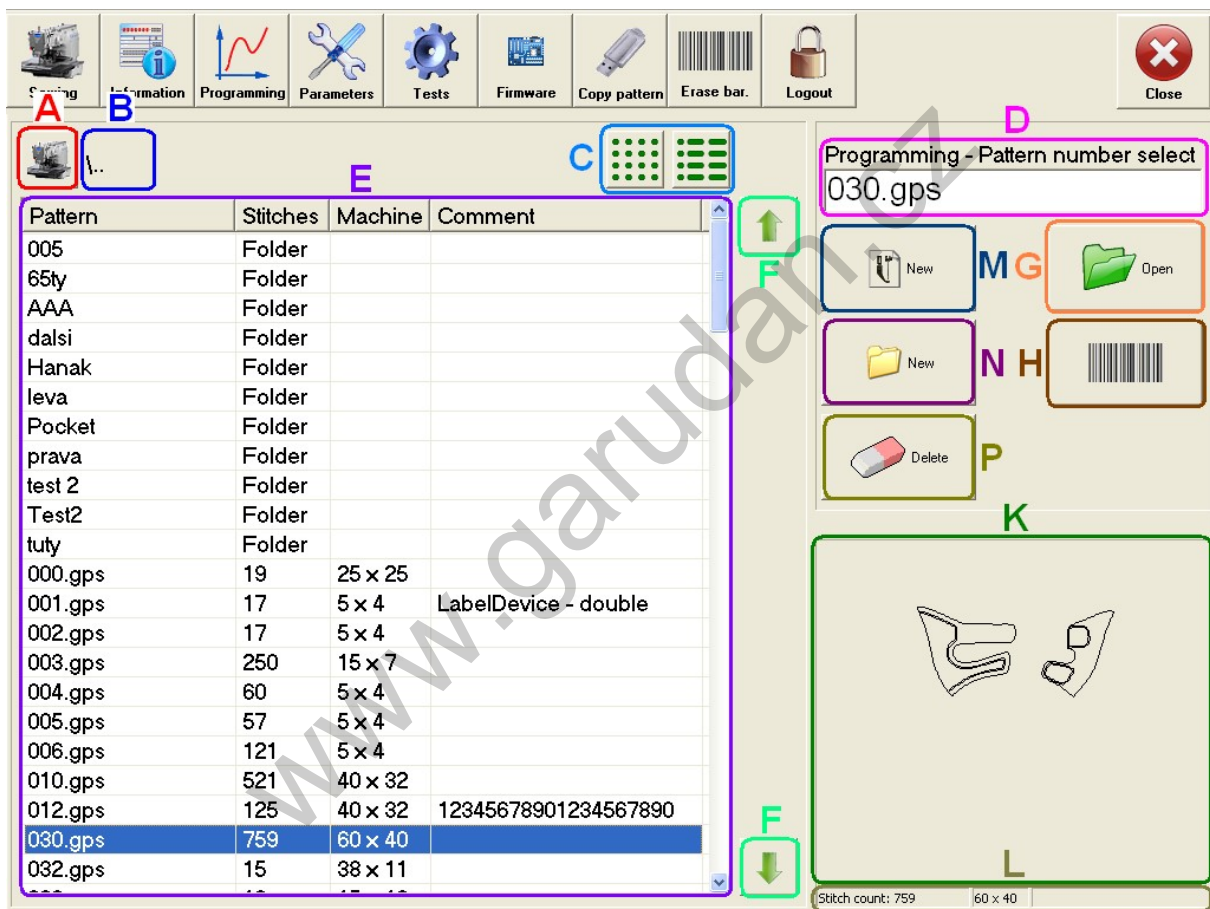 Sewing Information Programming Parameters Tests Firmware Copy pattern Erase bar. Logout Close
A B
D
\..
C
E
Programming - Pattern number select
030.gps
Pattern Stitches Machine Comment
005 Folder
65ty Folder
AAA Folder
dalsi Folder
Hanak Folder
leva Folder
Pocket Folder
prava Folder
test 2 Folder
Test2 Folder
tuty Folder
000.gps 19 25 x 25
001.gps 17 5 x 4 LabelDevice - double
002.gps 17 5 x 4
003.gps 250 15 x 7
004.gps 60 5 x 4
005.gps 57 5 x 4
006.gps 121 5 x 4
010.gps 521 40 x 32
012.gps 125 40 x 32 12345678901234567890
030.gps 759 60 x 40
032.gps 15 38 x 11
F
F
New M G Open
New N H
Delete P
K
L
Stitch count: 759 60 x 40
www.garudan.cz